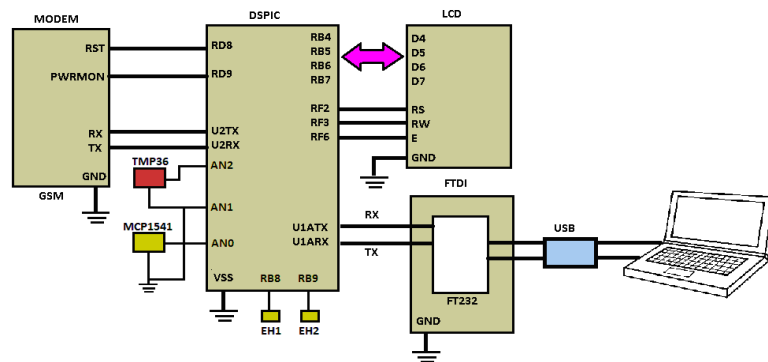 MODEM
RST
PWRMON
RX
TX
GND
GSM
TMP36
MCP1541
DSPIC
RD8
RD9
U2TX
U2RX
AN2
AN1
AN0
VSS
RB8
RB9
EH1
EH2
RB4
RB5
RB6
RB7
RF2
RF3
RF6
U1ATX
U1ARX
LCD
D4
D5
D6
D7
RS
RW
E
GND
FTDI
RX
TX
FT232
GND
USB